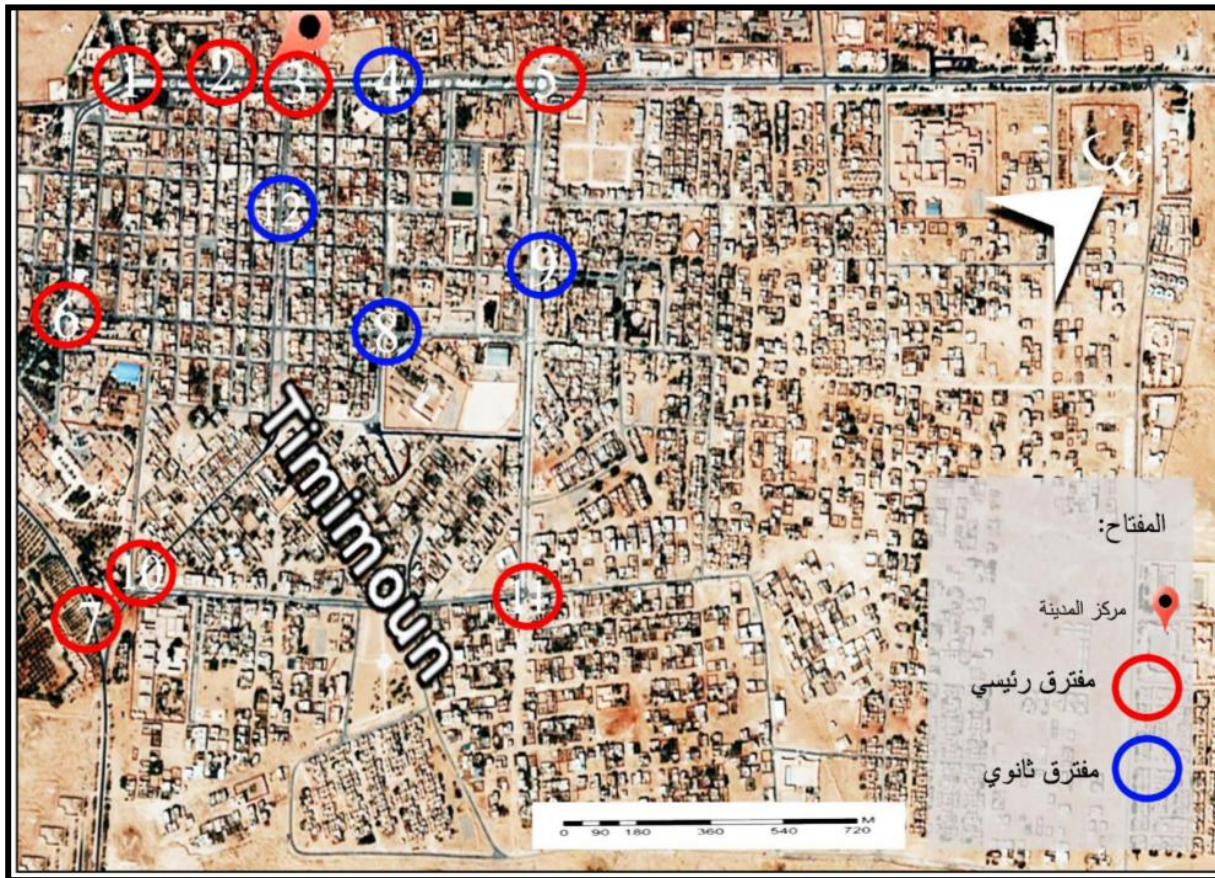 1 2 3 4 5
ش
12
9
6
8
Timimoun
المفتاح:
10
11
مركز المدينة
7
مفترق رئيسي
مفترق ثانوي
M
0 90 180 360 540 720